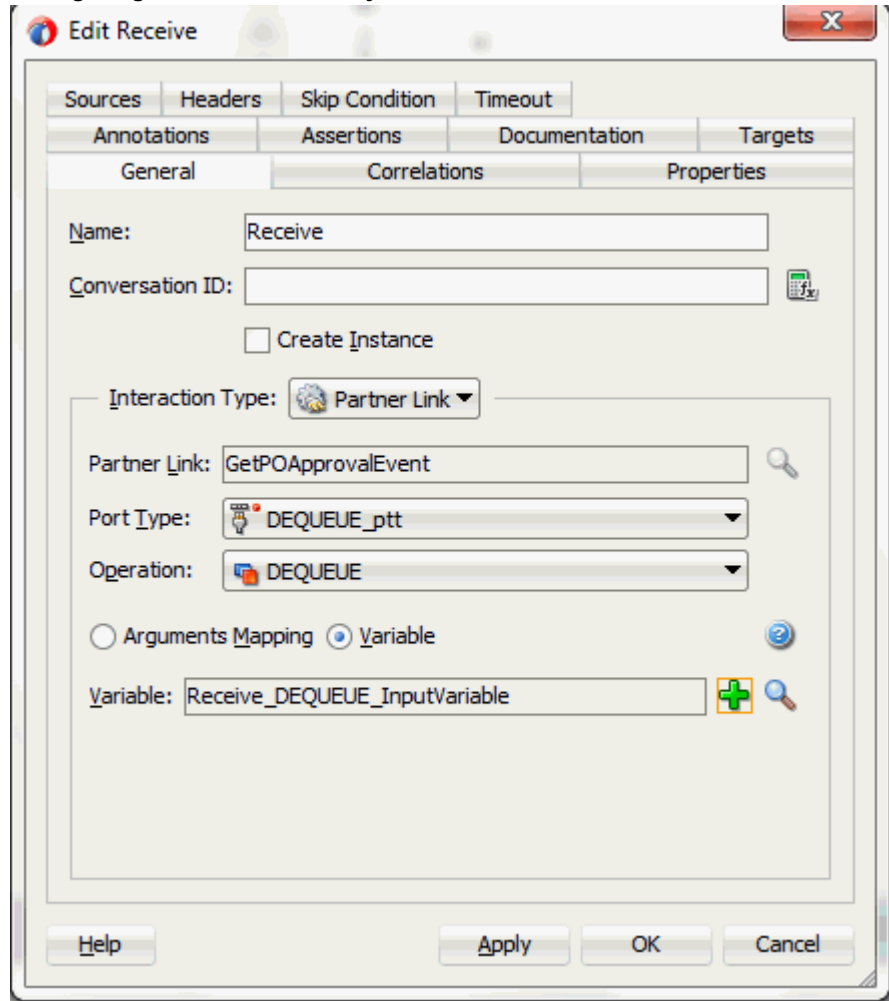 Edit Receive
Sources Headers Skip Condition Timeout
Annotations Assertions Documentation Targets
General Correlations Properties
Name: Receive
Conversation ID:
Create Instance
Interaction Type: Partner Link
Partner Link: GetPOApprovalEvent
Port Type: DEQUEUE_ptt
Operation: DEQUEUE
Arguments Mapping Variable
Variable: Receive_DEQUEUE_InputVariable
Help Apply OK Cancel